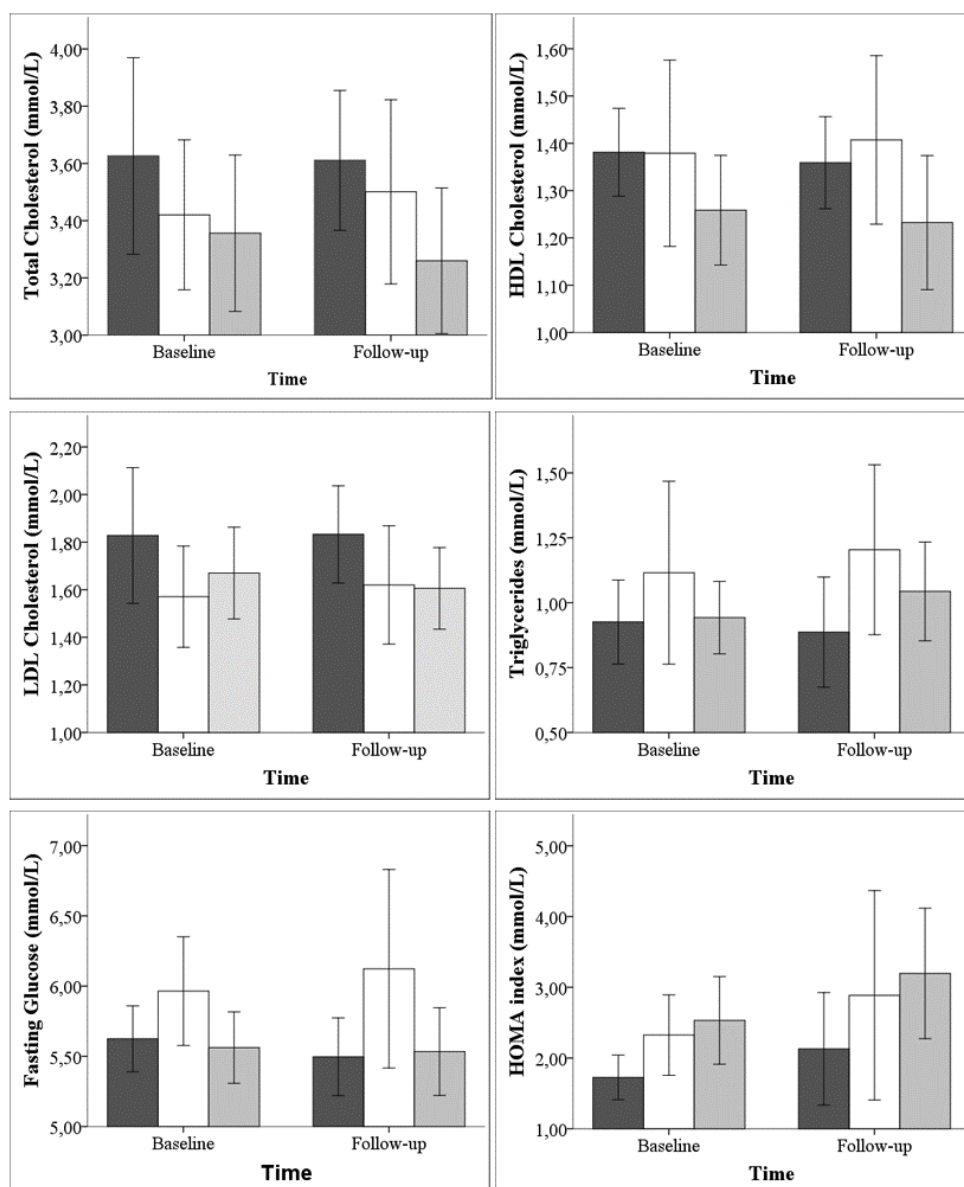 Total Cholesterol (mmol/L)
4,00
3,80
3,60
3,40
3,20
3,00
Baseline
Follow-up
Time
HDL Cholesterol (mmol/L)
1,60
1,50
1,40
1,30
1,20
1,10
1,00
Baseline
Follow-up
Time
LDL Cholesterol (mmol/L)
2,20
2,00
1,80
1,60
1,40
1,20
1,00
Baseline
Follow-up
Time
Triglycerides (mmol/L)
1,50
1,25
1,00
0,75
0,50
Baseline
Follow-up
Time
Fasting Glucose (mmol/L)
7,00
6,50
6,00
5,50
5,00
Baseline
Follow-up
Time
HOMA index (mmol/L)
5,00
4,00
3,00
2,00
1,00
Baseline
Follow-up
Time